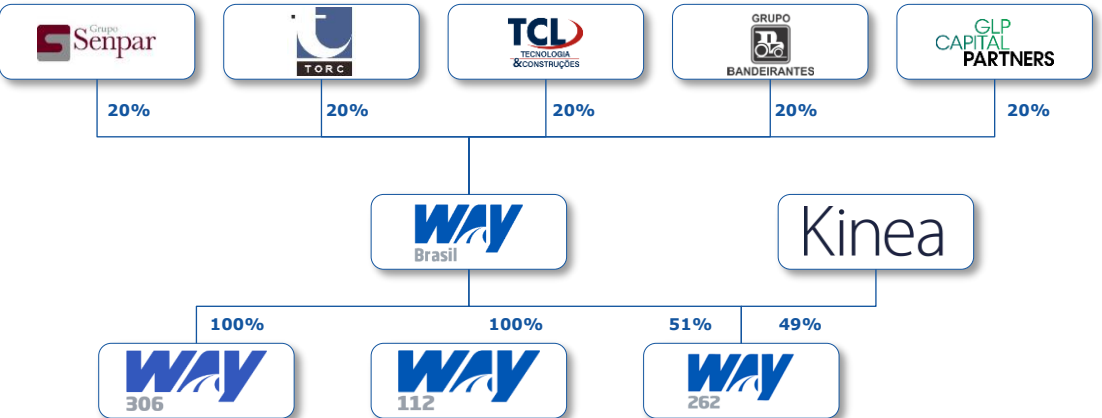 Grupo
Senpar
TORC
TCL
TECNOLOGIA
&CONSTRUÇÕES
GRUPO
BANDEIRANTES
GLP
CAPITAL
PARTNERS
20%
20%
20%
20%
20%
WAY
Brasil
Kinea
100%
100%
51%
49%
WAY
306
WAY
112
WAY
262